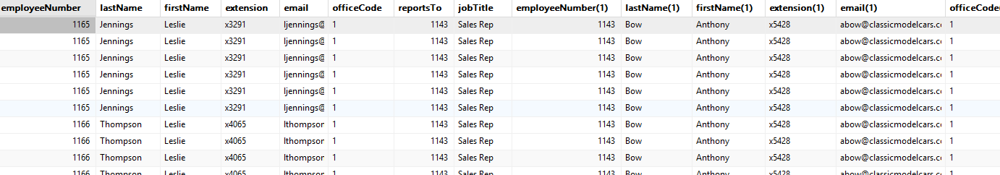 employeeNumber lastName firstName extension email officeCode reportsTo jobTitle employeeNumber(1) lastName(1) firstName(1) extension(1) email(1) officeCode(
1165 Jennings Leslie x3291 ljennings@ 1 1143 Sales Rep 1143 Bow Anthony x5428 abow@classicmodelcars.c 1
1165 Jennings Leslie x3291 ljennings@ 1 1143 Sales Rep 1143 Bow Anthony x5428 abow@classicmodelcars.c 1
1165 Jennings Leslie x3291 ljennings@ 1 1143 Sales Rep 1143 Bow Anthony x5428 abow@classicmodelcars.c 1
1165 Jennings Leslie x3291 ljennings@ 1 1143 Sales Rep 1143 Bow Anthony x5428 abow@classicmodelcars.c 1
1165 Jennings Leslie x3291 ljennings@ 1 1143 Sales Rep 1143 Bow Anthony x5428 abow@classicmodelcars.c 1
1165 Jennings Leslie x3291 ljennings@ 1 1143 Sales Rep 1143 Bow Anthony x5428 abow@classicmodelcars.c 1
1166 Thompson Leslie x4065 lthompson 1 1143 Sales Rep 1143 Bow Anthony x5428 abow@classicmodelcars.c 1
1166 Thompson Leslie x4065 lthompson 1 1143 Sales Rep 1143 Bow Anthony x5428 abow@classicmodelcars.c 1
1166 Thompson Leslie x4065 lthompson 1 1143 Sales Rep 1143 Bow Anthony x5428 abow@classicmodelcars.c 1
1166 Thompson Leslie x4065 lthompson 1 1143 Sales Rep 1143 Bow Anthony x5428 abow@classicmodelcars.c 1